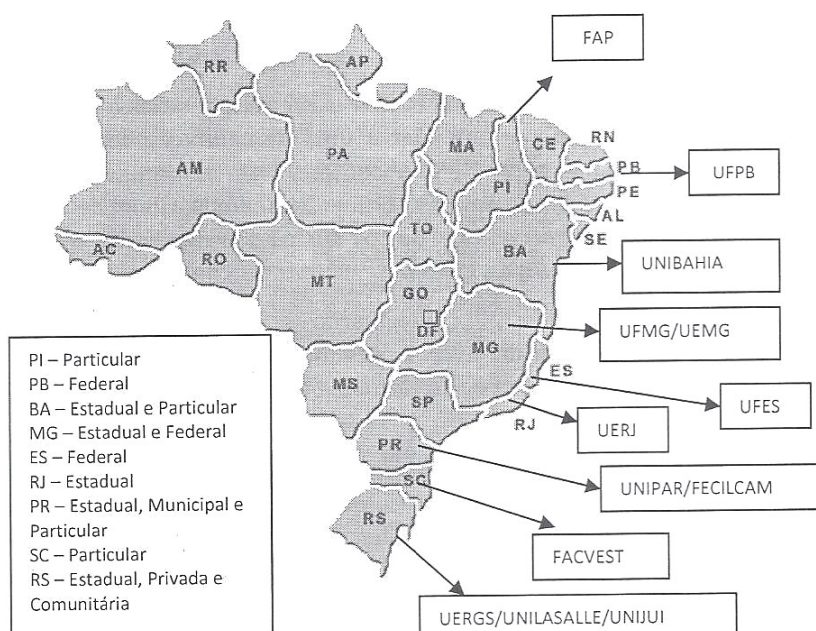 FAP
RR
AP
AM
PA
MA
CE
RN
PI
PB
UFPB
PE
AL
SE
AC
RO
TO
BA
MT
UNIBAHIA
GO
DF
UFMG/UEMG
MG
MS
ES
UFES
SP
RJ
UERJ
PR
UNIPAR/FECILCAM
SC
FACVEST
RS
UERGS/UNILASALLE/UNIJUI
PI – Particular
PB – Federal
BA – Estadual e Particular
MG – Estadual e Federal
ES – Federal
RJ – Estadual
PR – Estadual, Municipal e
Particular
SC – Particular
RS – Estadual, Privada e
Comunitária